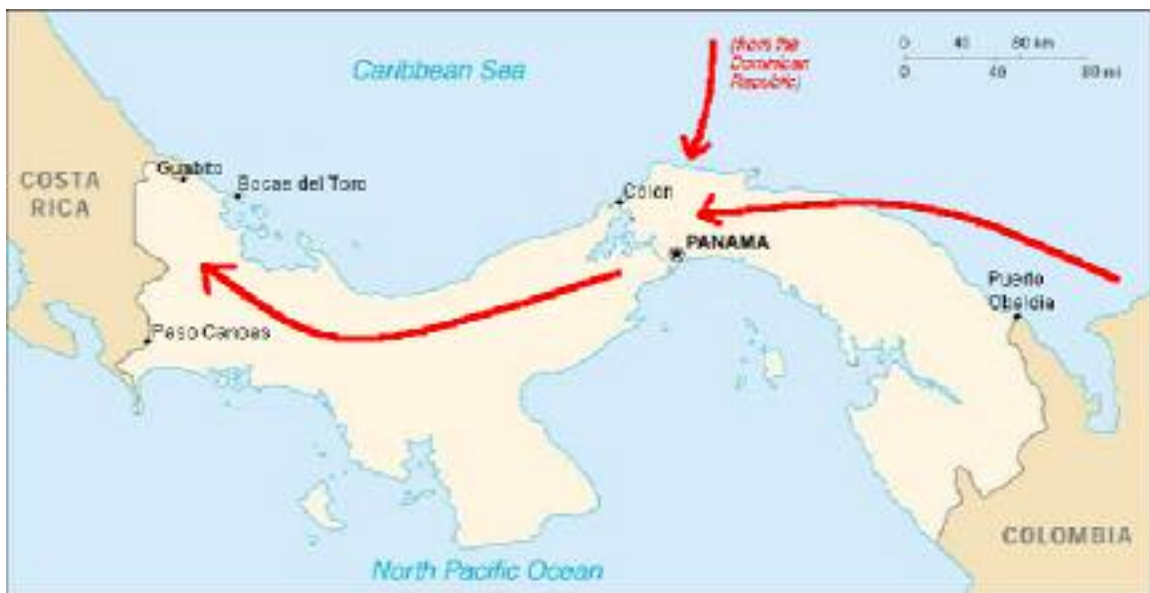 (from the
Dominican
Republic)
0 40 80 km
0 40 80 mi
Caribbean Sea
COSTA
RICA
Guabito
Bocas del Toro
Colon
PANAMA
Puerto
Obaldia
Paso Canoas
COLOMBIA
North Pacific Ocean